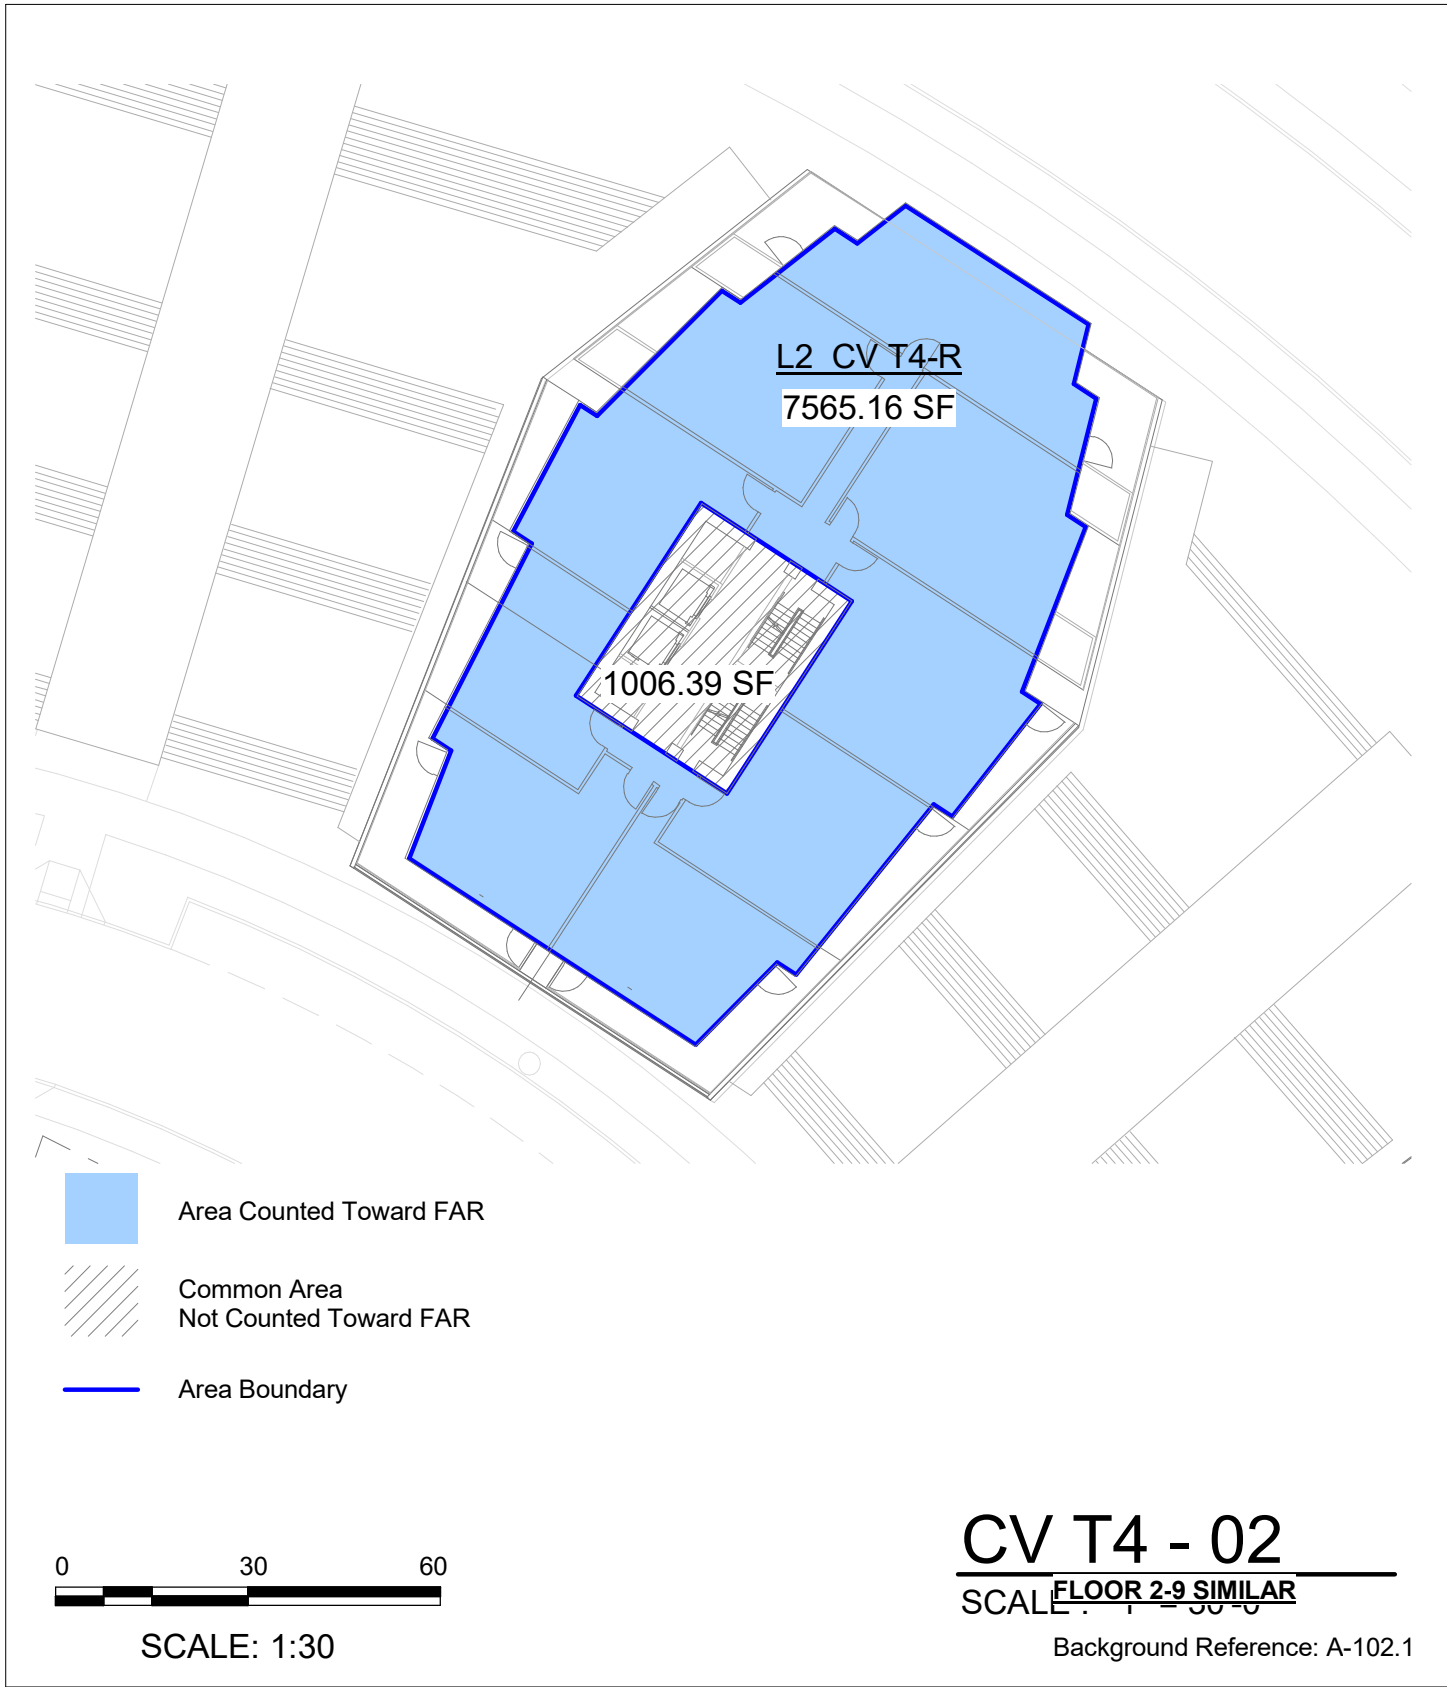 L2 CV T4-R
7565.16 SF
1006.39 SF
Area Counted Toward FAR
Common Area
Not Counted Toward FAR
Area Boundary
0 30 60
SCALE: 1:30
CV T4 - 02
FLOOR 2-9 SIMILAR
SCALE :
Background Reference: A-102.1